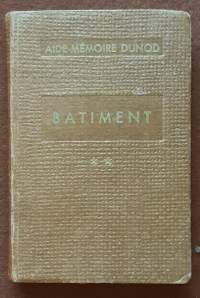 AIDE-MÉMOIRE DUNOD
BATIMENT
**